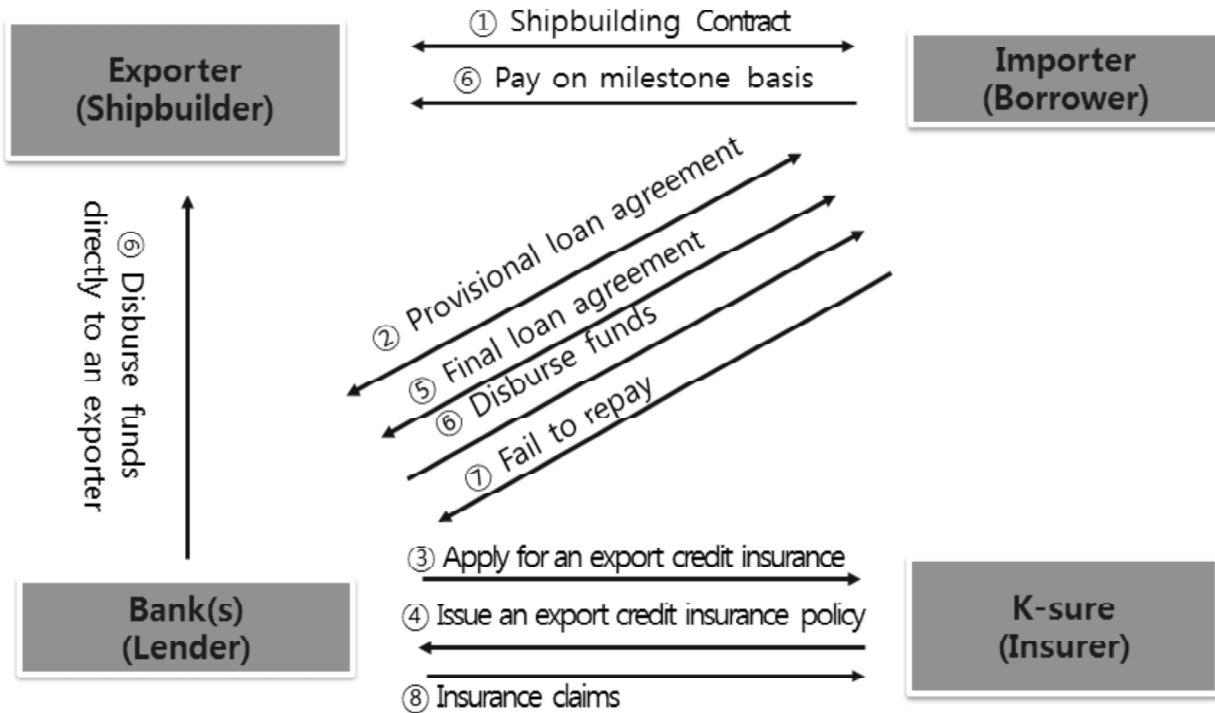 ① Shipbuilding Contract
Exporter
(Shipbuilder)
⑥ Pay on milestone basis
Importer
(Borrower)
⑥ Disburse funds
directly to an exporter
② Provisional loan agreement
⑤ Final loan agreement
⑥ Disburse funds
⑦ Fail to repay
③ Apply for an export credit insurance
Bank(s)
(Lender)
④ Issue an export credit insurance policy
K-sure
(Insurer)
⑧ Insurance claims